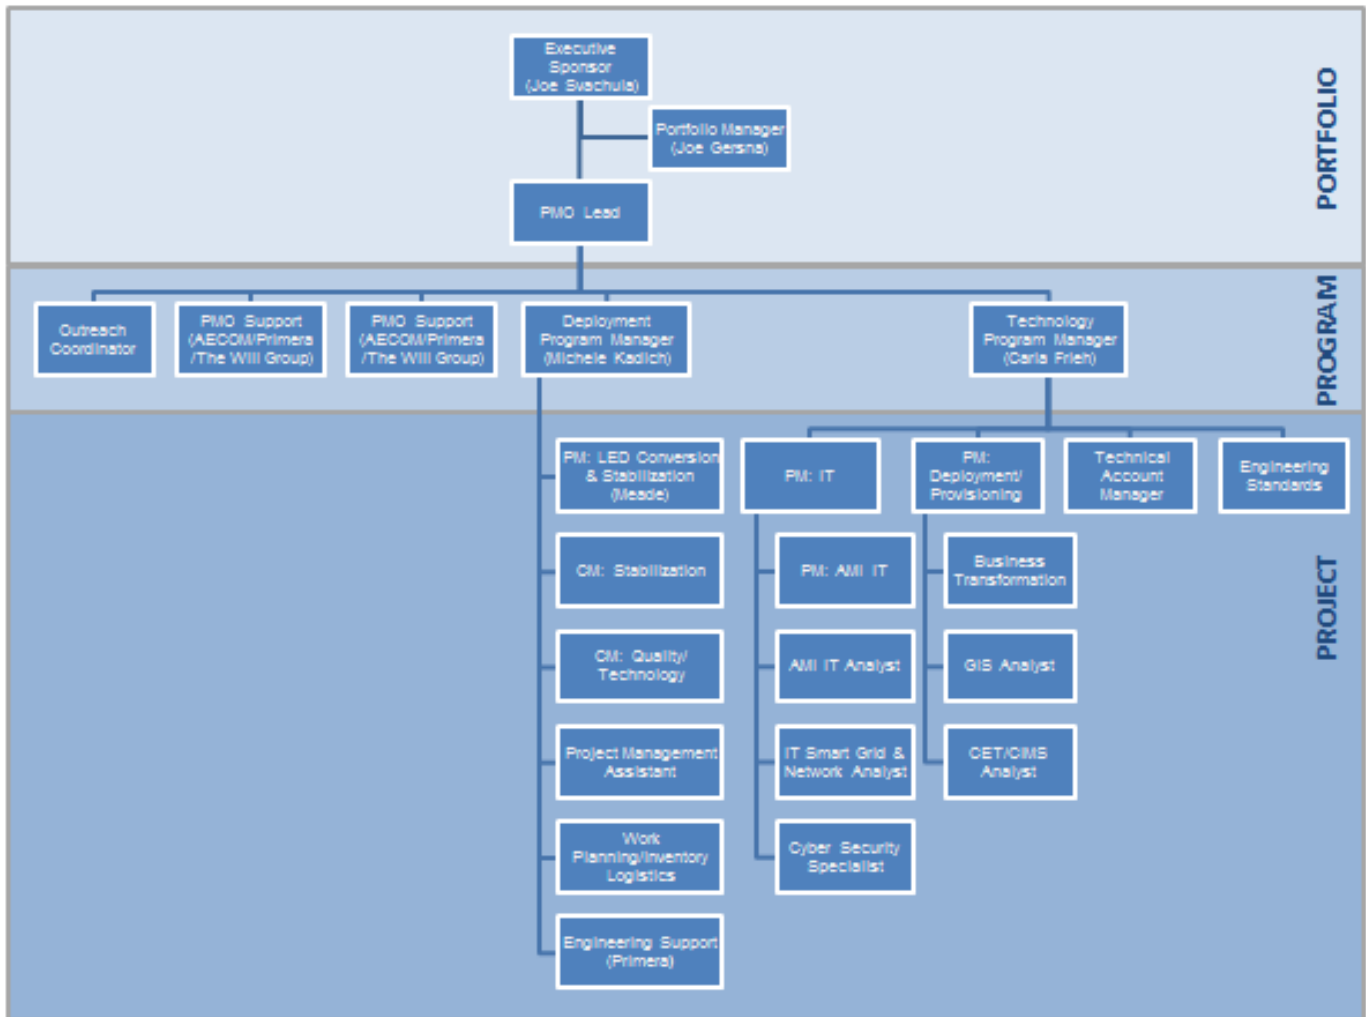 Executive
Sponsor
(Joe Svachula)
Portfolio Manager
(Joe Gersna)
PMO Lead
PORTFOLIO
Outreach
Coordinator
PMO Support
(AECOM/Primera
/The Will Group)
PMO Support
(AECOM/Primera
/The Will Group)
Deployment
Program Manager
(Michele Kadlich)
Technology
Program Manager
(Carla Frieh)
PROGRAM
PM: LED Conversion
& Stabilization
(Meade)
CM: Stabilization
CM: Quality/
Technology
Project Management
Assistant
Work
Planning/Inventory
Logistics
Engineering Support
(Primera)
PM: IT
PM: AMI IT
AMI IT Analyst
IT Smart Grid &
Network Analyst
Cyber Security
Specialist
PM:
Deployment/
Provisioning
Business
Transformation
GIS Analyst
CET/CIMS
Analyst
Technical
Account
Manager
Engineering
Standards
PROJECT